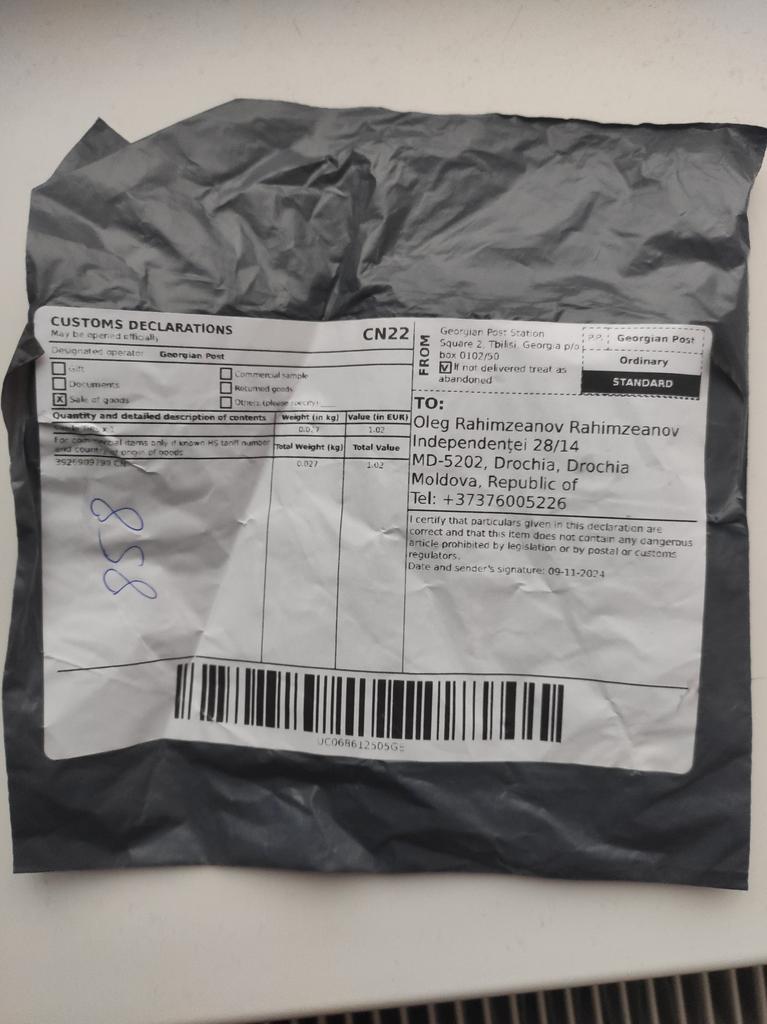 CUSTOMS DECLARATIONS
May be opened officially
CN22
Designated operator Georgian Post
Gift
Commercial sample
Documents
Returned goods
Sale of goods
Others (please specify)
Quantity and detailed description of contents
Weight (in kg)
Value (in EUR)
x 1
1.02
For commercial items only if known HS tariff number
and country of origin of goods
Total Weight (kg)
Total Value
CN
0.027
1.02
858
FROM
Georgian Post Station
Square 2, Tbilisi, Georgia p/o
box 0102/50
If not delivered treat as
abandoned
P.P.
Georgian Post
Ordinary
STANDARD
TO:
Oleg Rahimzeanov Rahimzeanov
Independenței 28/14
MD-5202, Drochia, Drochia
Moldova, Republic of
Tel: +37376005226
I certify that particulars given in this declaration are
correct and that this item does not contain any dangerous
article prohibited by legislation or by postal or customs
regulators.
Date and sender's signature: 09-11-2024
UC068612505GE